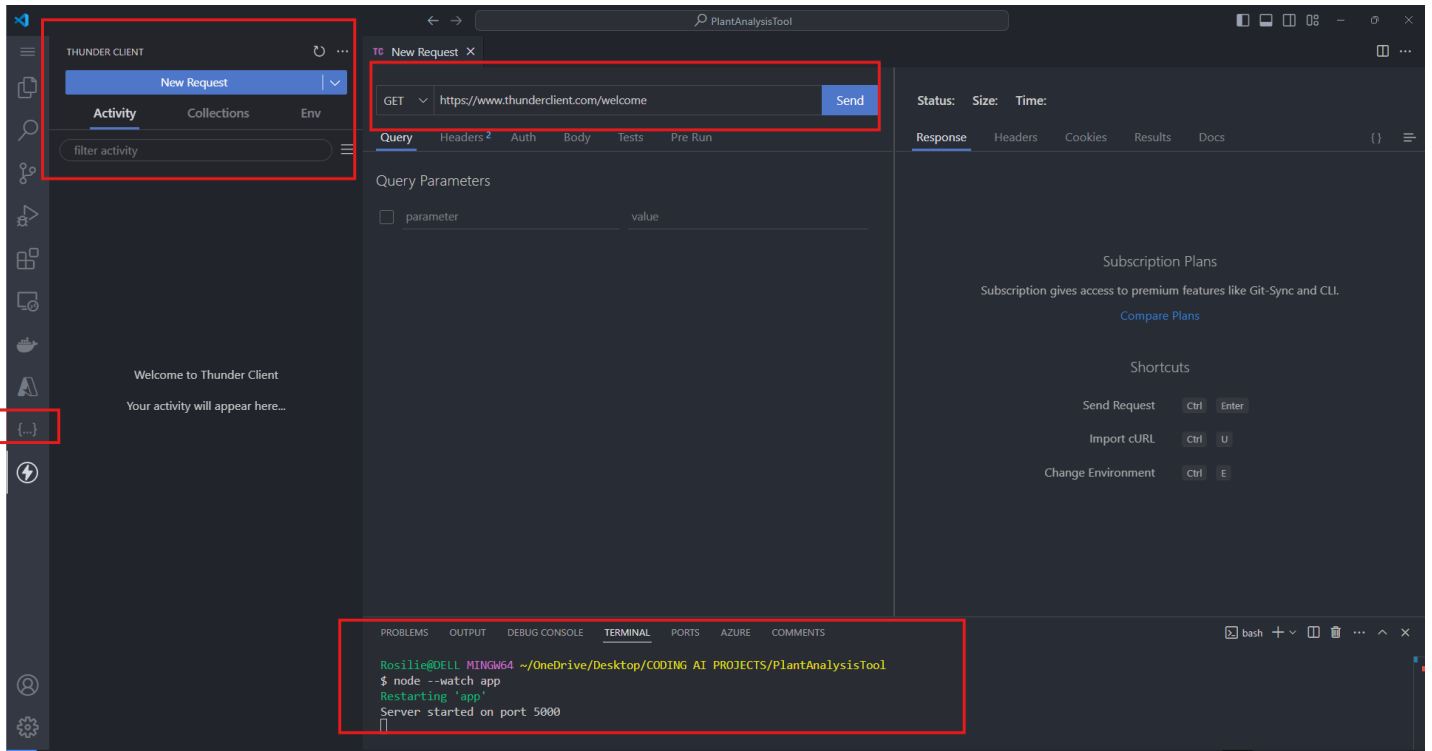 PlantAnalysisTool
THUNDER CLIENT
New Request
Activity Collections Env
filter activity
Welcome to Thunder Client
Your activity will appear here...
{...}
TC New Request
GET https://www.thunderclient.com/welcome Send
Query Headers 2 Auth Body Tests Pre Run
Query Parameters
parameter value
Status: Size: Time:
Response Headers Cookies Results Docs { }
Subscription Plans
Subscription gives access to premium features like Git-Sync and CLI.
Compare Plans
Shortcuts
Send Request Ctrl Enter
Import cURL Ctrl U
Change Environment Ctrl E
PROBLEMS OUTPUT DEBUG CONSOLE TERMINAL PORTS AZURE COMMENTS
bash
Rosilie@DELL MINGW64 ~/OneDrive/Desktop/CODING AI PROJECTS/PlantAnalysisTool
$ node --watch app
Restarting 'app'
Server started on port 5000